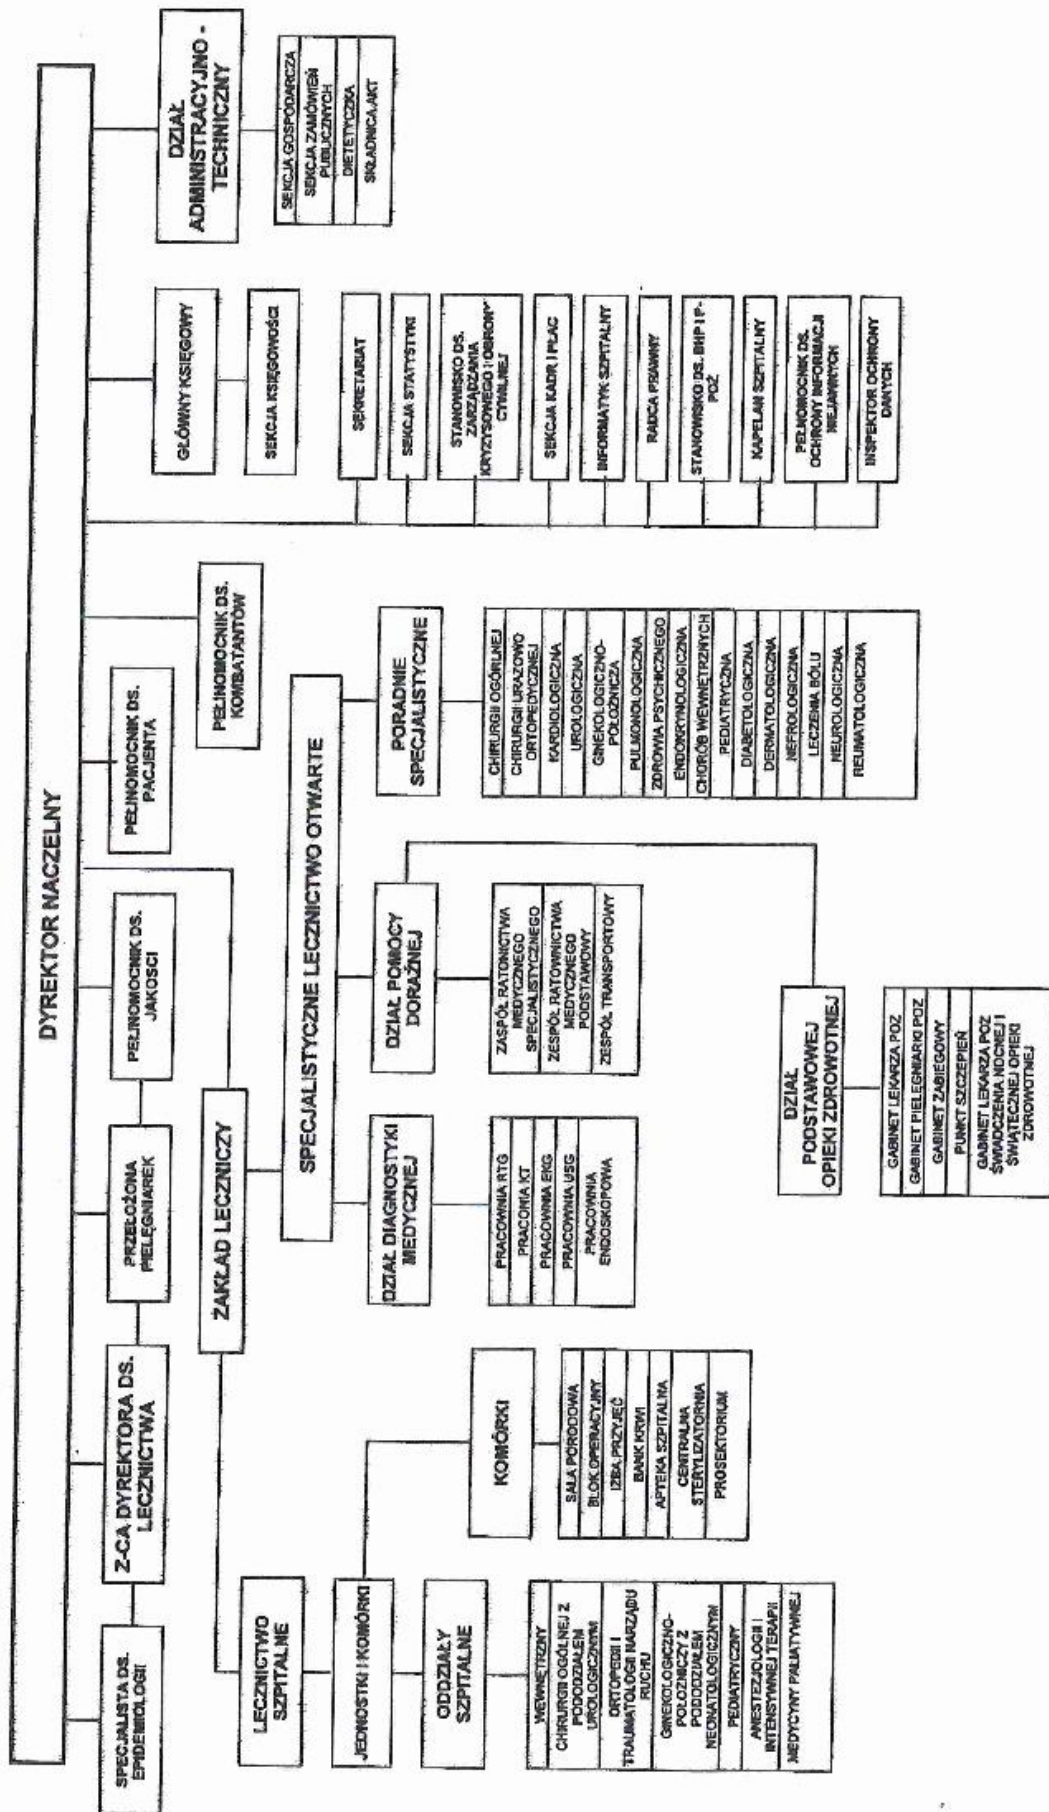 DYREKTOR NACZELNY
SPECJALISTA DS.
EPIDEMIOLOGII
Z-CA DYREKTORA DS.
LECZNICTWA
PRZEŁOŻONA
PIELĘGNIAREK
PEŁNOMOCNIK DS.
JAKOŚCI
PEŁNOMOCNIK DS.
PACJENTA
PEŁNOMOCNIK DS.
KOMBATANTÓW
GŁÓWNY KSIĘGOWY
SEKCJA KSIĘGOWOŚCI
DZIAŁ
ADMINISTRACYJNO -
TECHNICZNY
SEKCJA GOSPODARCZA
SEKCJA ZAMÓWIEŃ
PUBLICZNYCH
DIETETYCZKA
SKŁADNICA AKT
SEKRETARIAT
SEKCJA STATYSTYKI
STANOWISKO DS.
ZARZĄDZANIA
KRYZYSOWEGO I OBRONY
CYWILNEJ
SEKCJA KADR I PŁAC
INFORMATYK SZPITALNY
RADCA PRAWNY
STANOWISKO DS. BHP I P-
POŻ
KAPELAN SZPITALNY
PEŁNOMOCNIK DS.
OCHRONY INFORMACJI
NIEJAWNYCH
INSPEKTOR OCHRONY
DANYCH
ZAKŁAD LECZNICZY
LECZNICTWO
SZPITALNE
JEDNOSTKI I KOMÓRKI
ODDZIAŁY
SZPITALNE
WEWNĘTRZNY
CHIRURGII OGÓLNEJ Z
PODODDZIAŁEM
UROLOGICZNYM
ORTOPEDII I
TRAUMATOLOGII NARZĄDU
RUCHU
GINEKOLOGICZNO-
POŁOŻNICZY Z
PODODDZIAŁEM
NEONATOLOGICZNYM
PEDIATRYCZNY
ANESTEZJOLOGII I
INTENSYWNEJ TERAPII
MEDYCYNY PALIATYWNEJ
KOMÓRKI
SALA PORODOWA
BLOK OPERACYJNY
IZBA PRZYJĘĆ
BANK KRWI
APTEKA SZPITALNA
CENTRALNA
STERYLIZATORNIA
PROSEKTORIUM
SPECJALISTYCZNE LECZNICTWO OTWARTE
DZIAŁ DIAGNOSTYKI
MEDYCZNEJ
PRACOWNIA RTG
PRACONIA KT
PRACOWNIA EKG
PRACOWNIA USG
PRACOWNIA
ENDOSKOPOWA
DZIAŁ POMOCY
DORAŹNEJ
ZASPÓŁ RATONICTWA
MEDYCZNEGO
SPECJALISTYCZNEGO
ZESPÓŁ RATOWNICTWA
MEDYCZNEGO
PODSTAWOWY
ZESPÓŁ TRANSPORTOWY
DZIAŁ
PODSTAWOWEJ
OPIEKI ZDROWOTNEJ
GABINET LEKARZA POZ
GABINET PIELĘGNIARKI POZ
GABINET ZABIEGOWY
PUNKT SZCZEPIEŃ
GABINET LEKARZA POZ
ŚWIADCZENIA NOCNEJ I
ŚWIĄTECZNEJ OPIEKI
ZDROWOTNEJ
PORADNIE
SPECJALISTYCZNE
CHIRURGII OGÓRLNEJ
CHIRURGII URAZOWO
ORTOPEDYCZNEJ
KARDIOLOGICZNA
UROLOGICZNA
GINEKOLOGICZNO-
POŁOŻNICZA
PULMONOLOGICZNA
ZDROWIA PSYCHICZNEGO
ENDOKRYNOLOGICZNA
CHORÓB WEWNĘTRZNYCH
PEDIATRYCZNA
DIABETOLOGICZNA
DERMATOLOGICZNA
NEFROLOGICZNA
LECZENIA BÓLU
NEUROLOGICZNA
REUMATOLOGICZNA